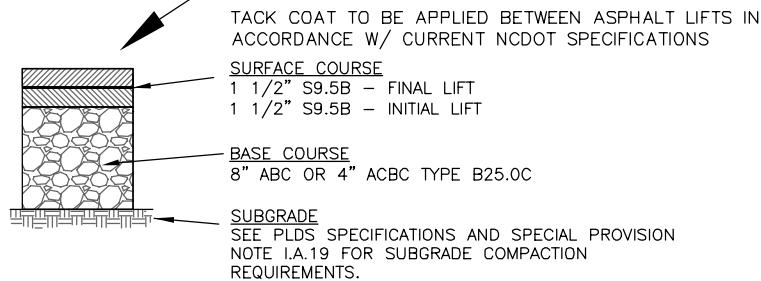 TACK COAT TO BE APPLIED BETWEEN ASPHALT LIFTS IN
ACCORDANCE W/ CURRENT NCDOT SPECIFICATIONS
SURFACE COURSE
1 1/2" S9.5B – FINAL LIFT
1 1/2" S9.5B – INITIAL LIFT
BASE COURSE
8" ABC OR 4" ACBC TYPE B25.0C
SUBGRADE
SEE PLDS SPECIFICATIONS AND SPECIAL PROVISION
NOTE I.A.19 FOR SUBGRADE COMPACTION
REQUIREMENTS.